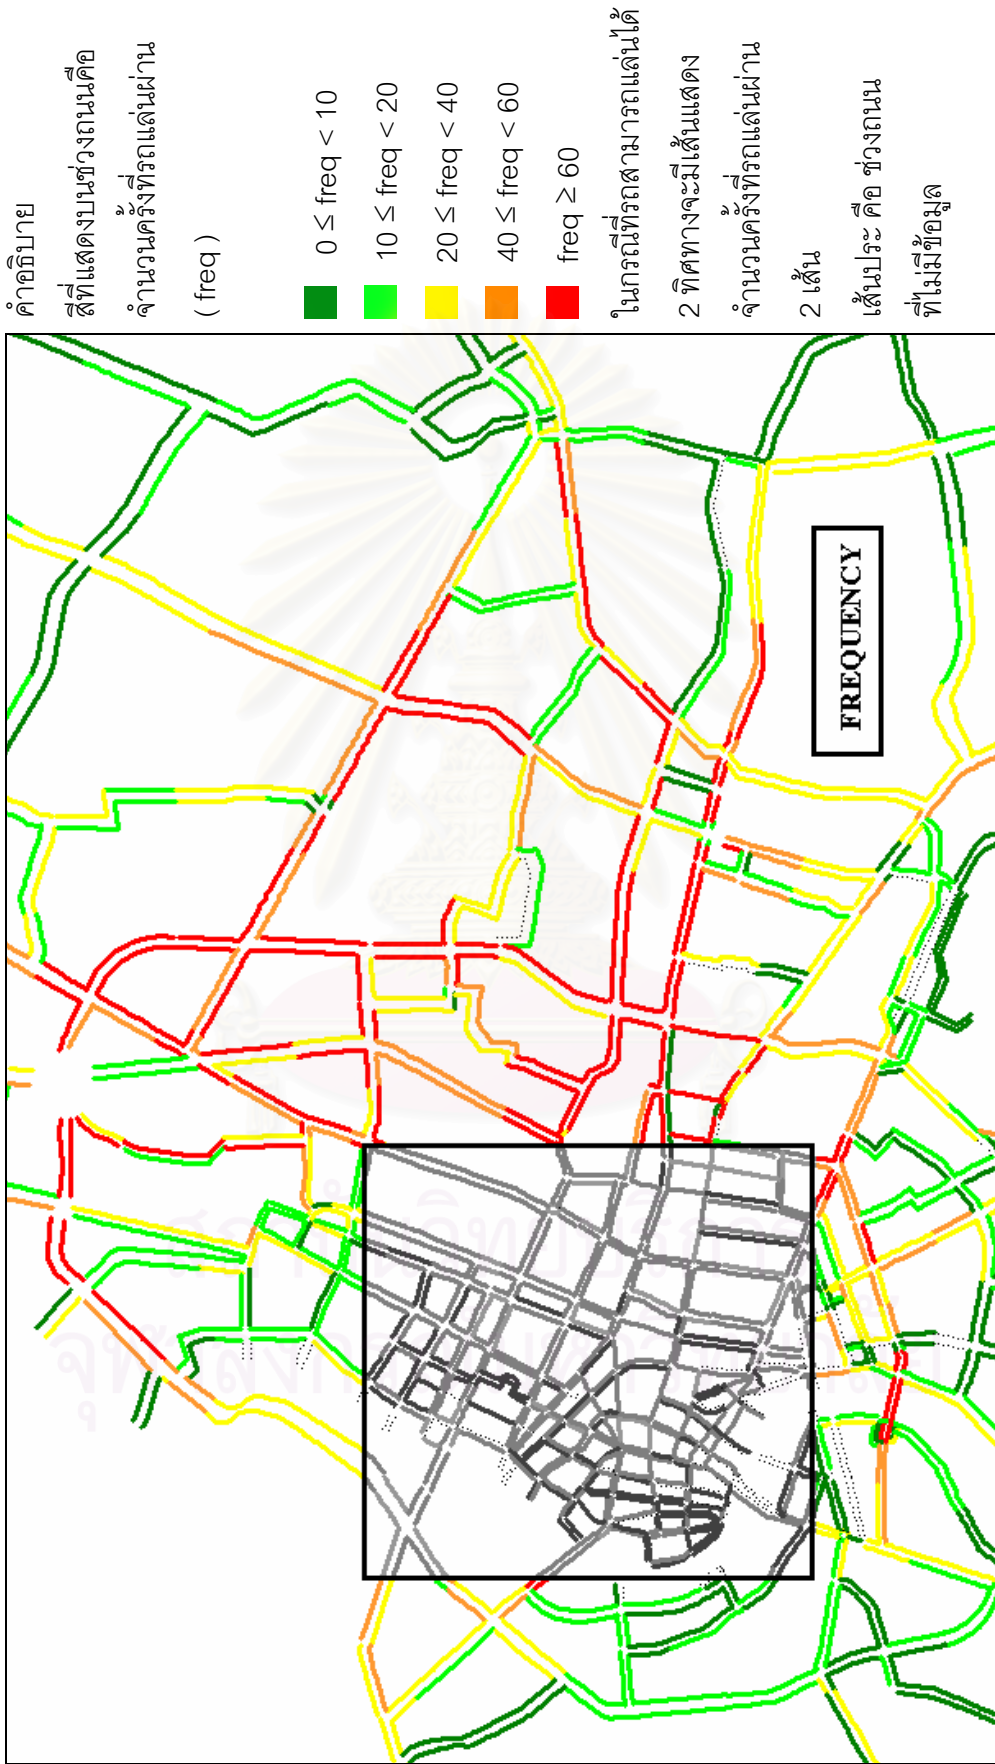 คำอธิบาย
สีที่แสดงบนช่วงถนนคือ
จำนวนครั้งที่รถแล่นผ่าน
( freq )
0 ≤ freq < 10
10 ≤ freq < 20
20 ≤ freq < 40
40 ≤ freq < 60
freq ≥ 60
ในกรณีที่รถสามารถแล่นได้
2 ทิศทางจะมีเส้นแสดง
จำนวนครั้งที่รถแล่นผ่าน
2 เส้น
เส้นประ คือ ช่วงถนน
ที่ไม่มีข้อมูล
FREQUENCY